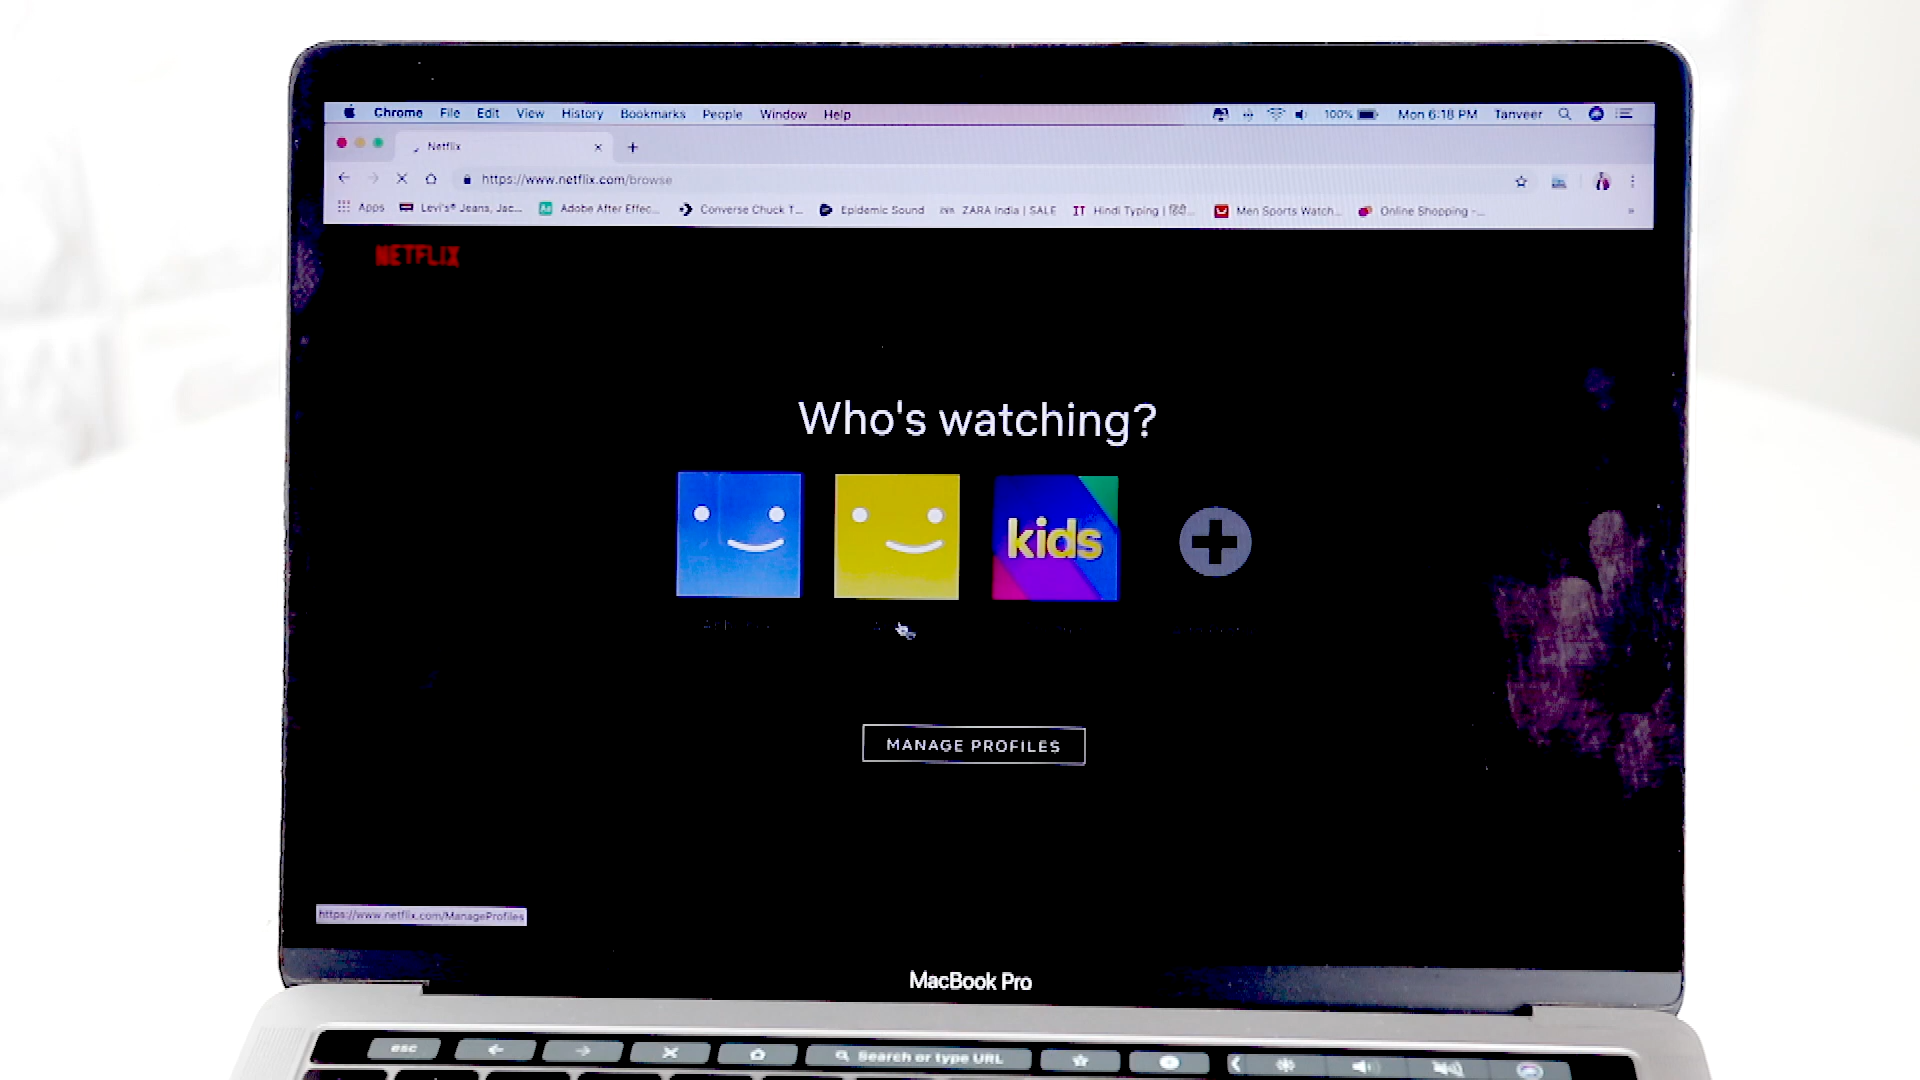 Chrome File Edit View History Bookmarks People Window Help 100% Mon 6:18 PM Tanveer
Netflix
https://www.netflix.com/browse
Apps Levi's® Jeans, Jac... Adobe After Effec... Converse Chuck T... Epidemic Sound ZARA India | SALE IT Hindi Typing | हिंदी... Men Sports Watch... Online Shopping -...
NETFLIX
Who's watching?
kids
MANAGE PROFILES
https://www.netflix.com/ManageProfiles
MacBook Pro
esc Search or type URL